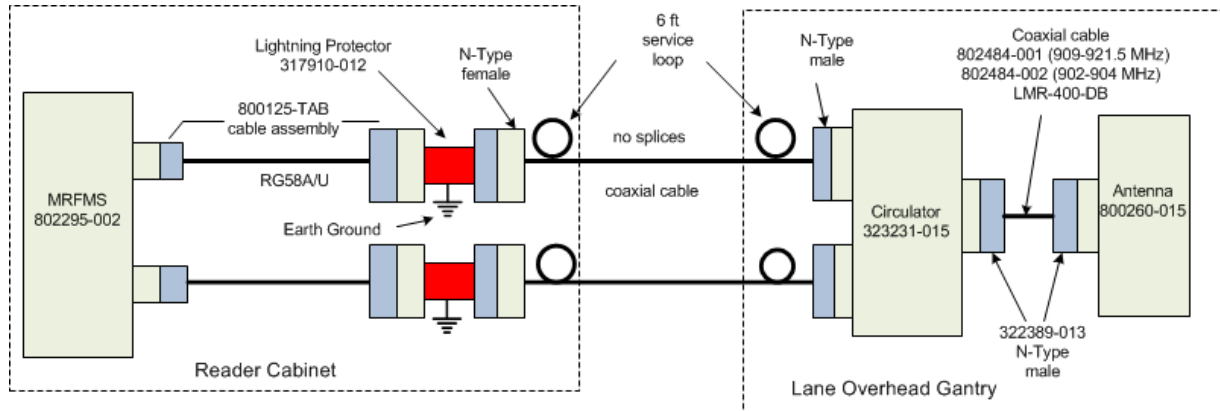 Lightning Protector
317910-012
N-Type
female
6 ft
service
loop
N-Type
male
Coaxial cable
802484-001 (909-921.5 MHz)
802484-002 (902-904 MHz)
LMR-400-DB
800125-TAB
cable assembly
RG58A/U
no splices
coaxial cable
MRFMS
802295-002
Earth Ground
Circulator
323231-015
Antenna
800260-015
322389-013
N-Type
male
Reader Cabinet
Lane Overhead Gantry